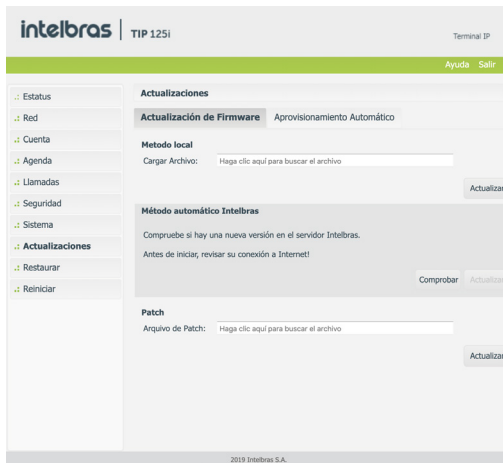 intelbras | TIP 125i
Terminal IP
Ayuda Salir
.: Estatus
.: Red
.: Cuenta
.: Agenda
.: Llamadas
.: Seguridad
.: Sistema
.: Actualizaciones
.: Restaurar
.: Reiniciar
Actualizaciones
Actualización de Firmware Aprovisionamiento Automático
Metodo local
Cargar Archivo: Haga clic aquí para buscar el archivo
Actualizar
Método automático Intelbras
Compruebe si hay una nueva versión en el servidor Intelbras.
Antes de iniciar, revisar su conexión a Internet!
Comprobar Actualizar
Patch
Arquivo de Patch: Haga clic aquí para buscar el archivo
Actualizar
2019 Intelbras S.A.